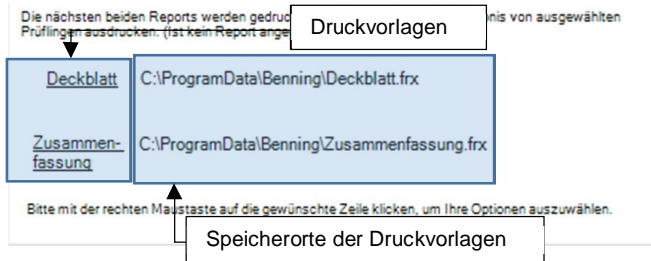 Die nächsten beiden Reports werden nis von ausgewählten
Druckvorlagen
Prüflingen ausdrucken. (Ist kein Report
Deckblatt C:\ProgramData\Benning\Deckblatt.frx
Zusammen- C:\ProgramData\Benning\Zusammenfassung.frx
fassung
Bitte mit der rechten Maustaste auf die gewünschte Zeile klicken, um Ihre Optionen auszuwählen.
Speicherorte der Druckvorlagen